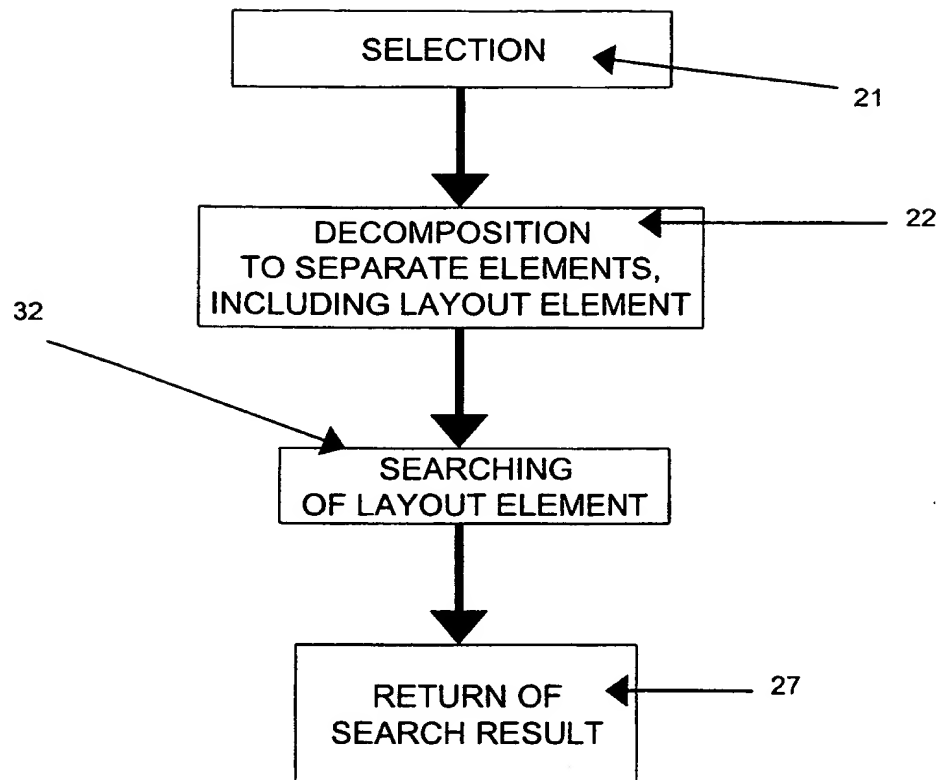 SELECTION
21
DECOMPOSITION
TO SEPARATE ELEMENTS,
INCLUDING LAYOUT ELEMENT
22
32
SEARCHING
OF LAYOUT ELEMENT
RETURN OF
SEARCH RESULT
27